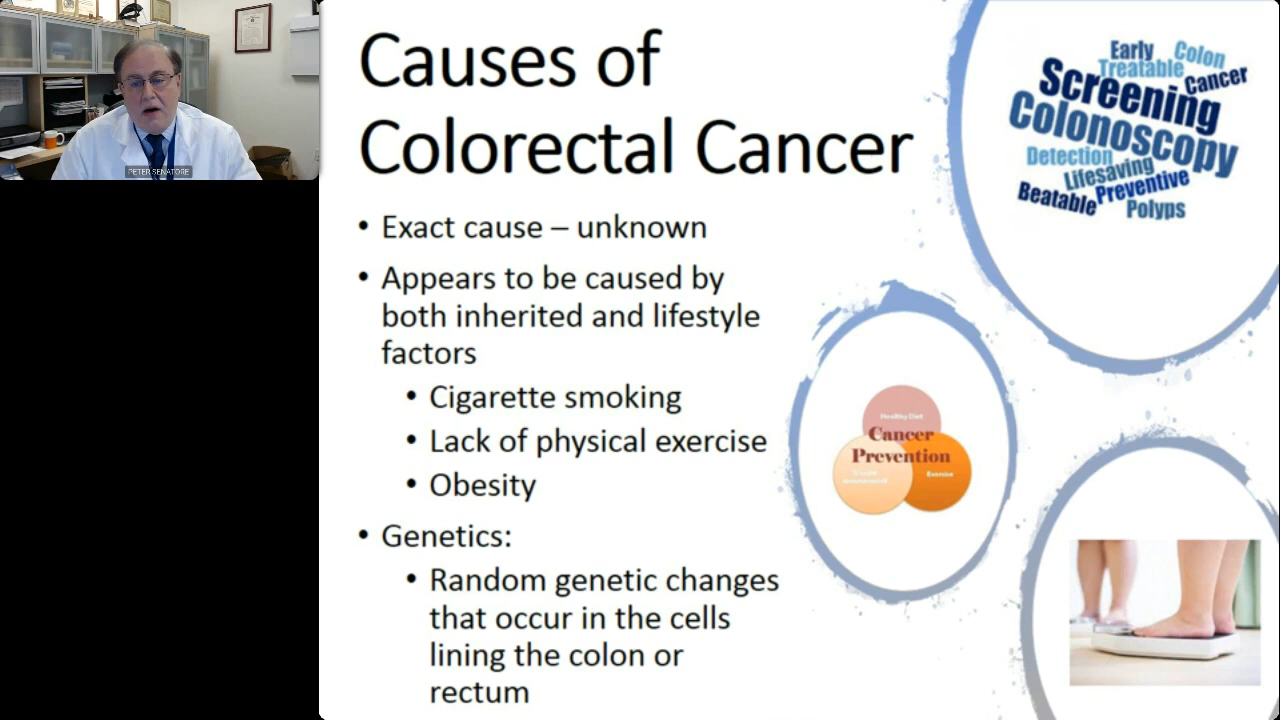 PETER SENATORE
Causes of
Colorectal Cancer
• Exact cause – unknown
• Appears to be caused by
both inherited and lifestyle
factors
• Cigarette smoking
• Lack of physical exercise
• Obesity
• Genetics:
• Random genetic changes
that occur in the cells
lining the colon or
rectum
Early
Colon
Treatable
Cancer
Screening
Colonoscopy
Detection
Lifesaving
Preventive
Beatable
Polyps
Healthy Diet
Cancer
Prevention
Exercise